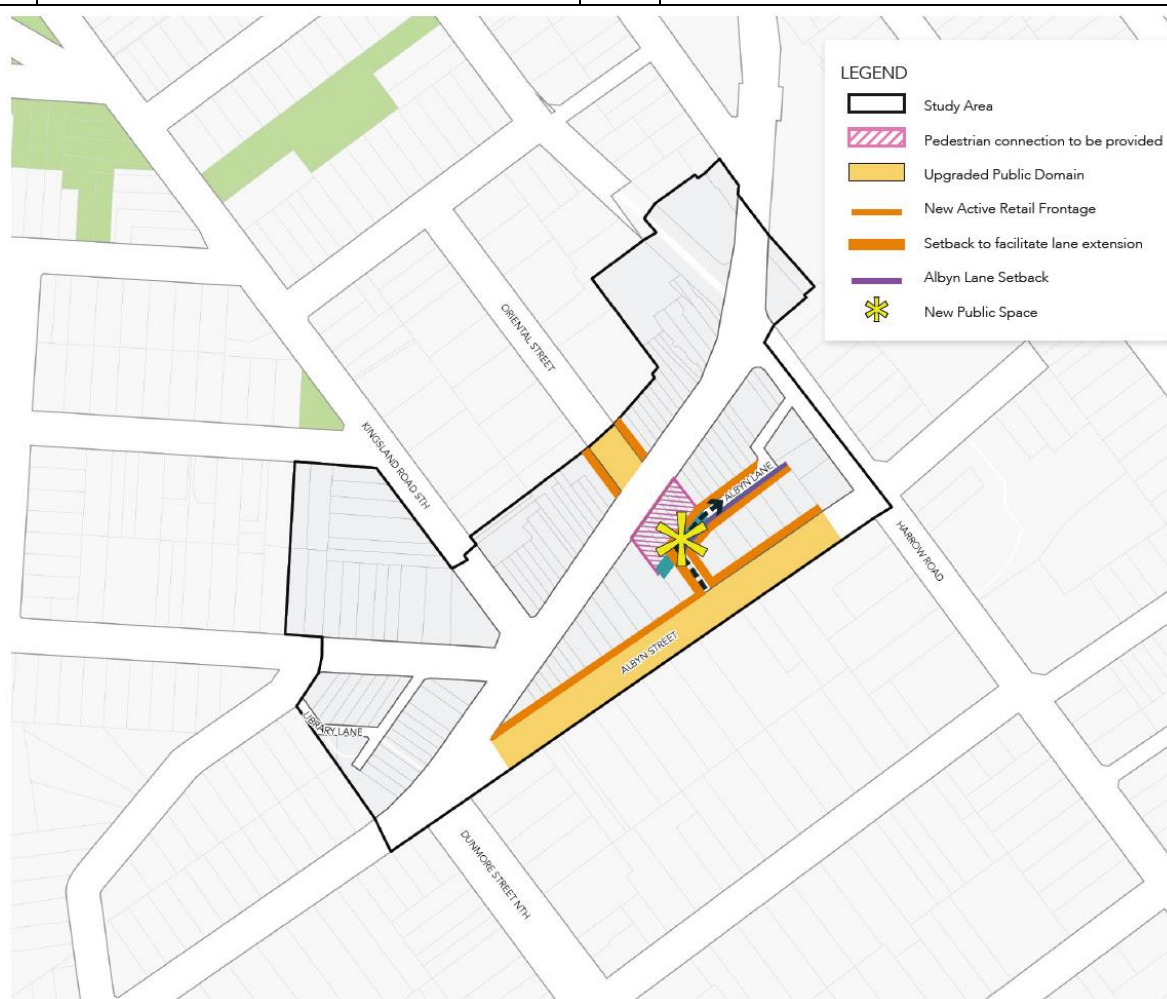 LEGEND
Study Area
Pedestrian connection to be provided
Upgraded Public Domain
New Active Retail Frontage
Setback to facilitate lane extension
Albyn Lane Setback
New Public Space
ORIENTAL STREET
KINGSLAND ROAD STH
ALBYN LANE
HARROW ROAD
ALBYN STREET
LIBRARY LANE
DUNMORE STREET NTH